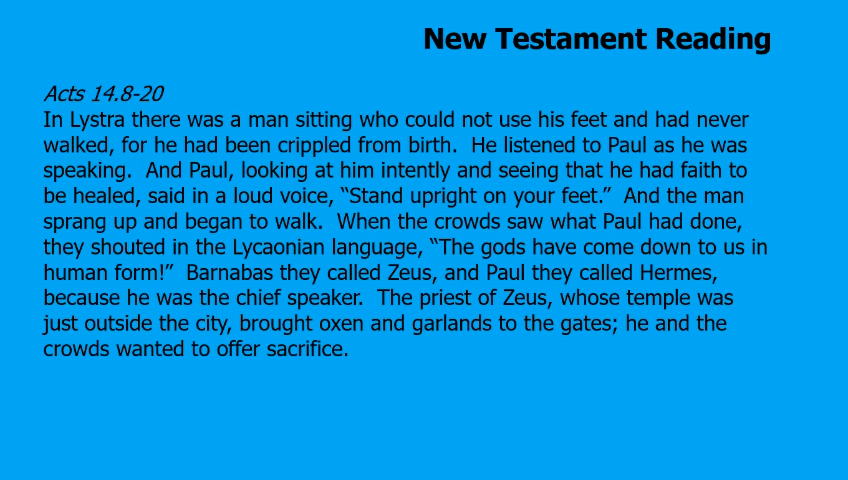 New Testament Reading
Acts 14.8-20
In Lystra there was a man sitting who could not use his feet and had never
walked, for he had been crippled from birth.  He listened to Paul as he was
speaking.  And Paul, looking at him intently and seeing that he had faith to
be healed, said in a loud voice, “Stand upright on your feet.”  And the man
sprang up and began to walk.  When the crowds saw what Paul had done,
they shouted in the Lycaonian language, “The gods have come down to us in
human form!”  Barnabas they called Zeus, and Paul they called Hermes,
because he was the chief speaker.  The priest of Zeus, whose temple was
just outside the city, brought oxen and garlands to the gates; he and the
crowds wanted to offer sacrifice.